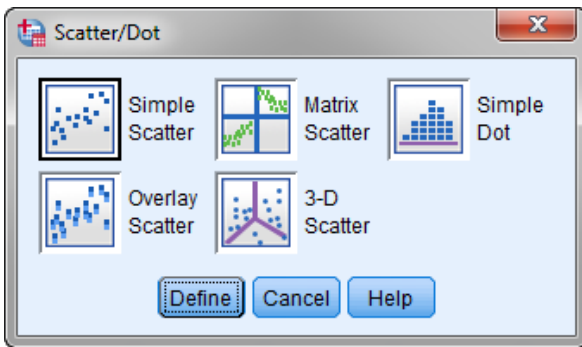 Scatter/Dot
Simple
Scatter
Matrix
Scatter
Simple
Dot
Overlay
Scatter
3-D
Scatter
Define
Cancel
Help